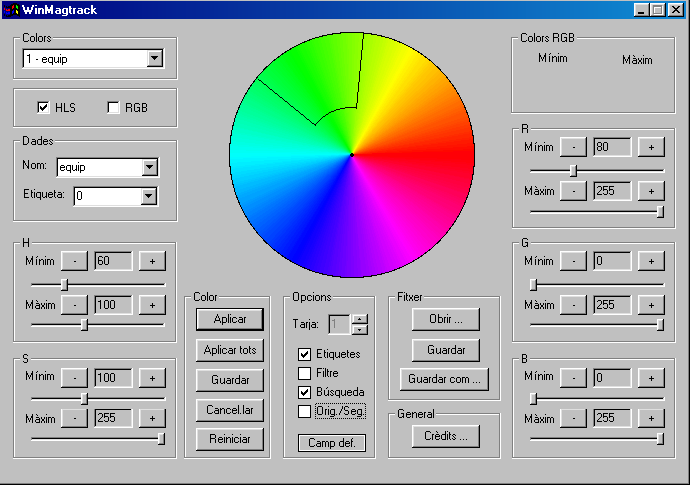 WinMagtrack
Colors
1 - equip
HLS
RGB
Dades
Nom:
equip
Etiqueta:
0
H
Mínim
-
60
+
Màxim
-
100
+
S
Mínim
-
100
+
Màxim
-
255
+
Color
Aplicar
Aplicar tots
Guardar
Cancel.lar
Reiniciar
Opcions
Tarja:
1
Etiquetes
Filtre
Búsqueda
Orig./Seg.
Camp def.
Fitxer
Obrir ...
Guardar
Guardar com ...
General
Crèdits ...
Colors RGB
Mínim
Màxim
R
Mínim
-
80
+
Màxim
-
255
+
G
Mínim
-
0
+
Màxim
-
255
+
B
Mínim
-
0
+
Màxim
-
255
+